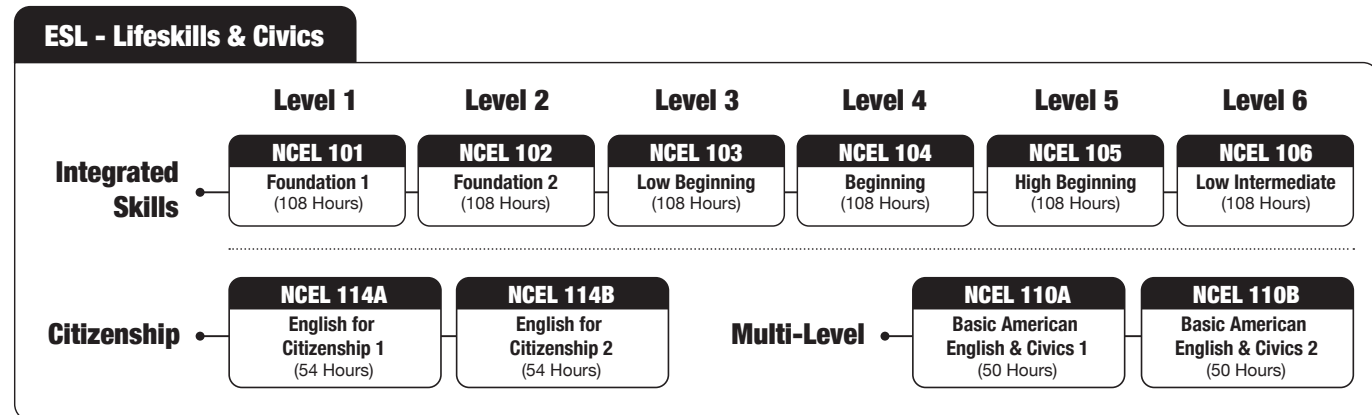 ESL - Lifeskills & Civics
Level 1
Level 2
Level 3
Level 4
Level 5
Level 6
Integrated
Skills
NCEL 101
Foundation 1
(108 Hours)
NCEL 102
Foundation 2
(108 Hours)
NCEL 103
Low Beginning
(108 Hours)
NCEL 104
Beginning
(108 Hours)
NCEL 105
High Beginning
(108 Hours)
NCEL 106
Low Intermediate
(108 Hours)
Citizenship
NCEL 114A
English for
Citizenship 1
(54 Hours)
NCEL 114B
English for
Citizenship 2
(54 Hours)
Multi-Level
NCEL 110A
Basic American
English & Civics 1
(50 Hours)
NCEL 110B
Basic American
English & Civics 2
(50 Hours)